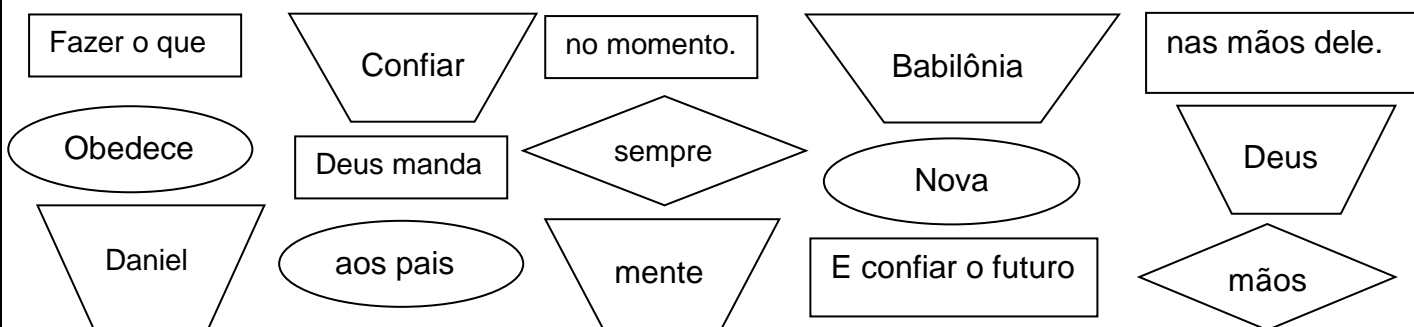 Fazer o que
Confiar
no momento.
Babilônia
nas mãos dele.
Obedece
Deus manda
sempre
Nova
Deus
Daniel
aos pais
mente
E confiar o futuro
mãos